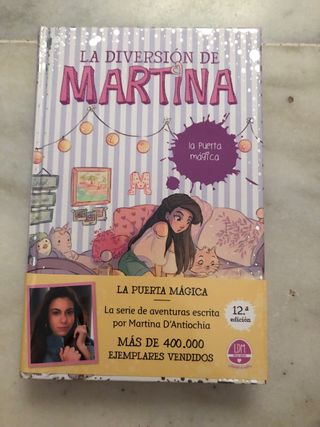 LA DIVERSIÓN DE
MARTINA
la puerta
mágica
M
LA PUERTA MÁGICA
La serie de aventuras escrita
por Martina D'Antiochia
MÁS DE 400.000
EJEMPLARES VENDIDOS
12.ª
edición
LDM